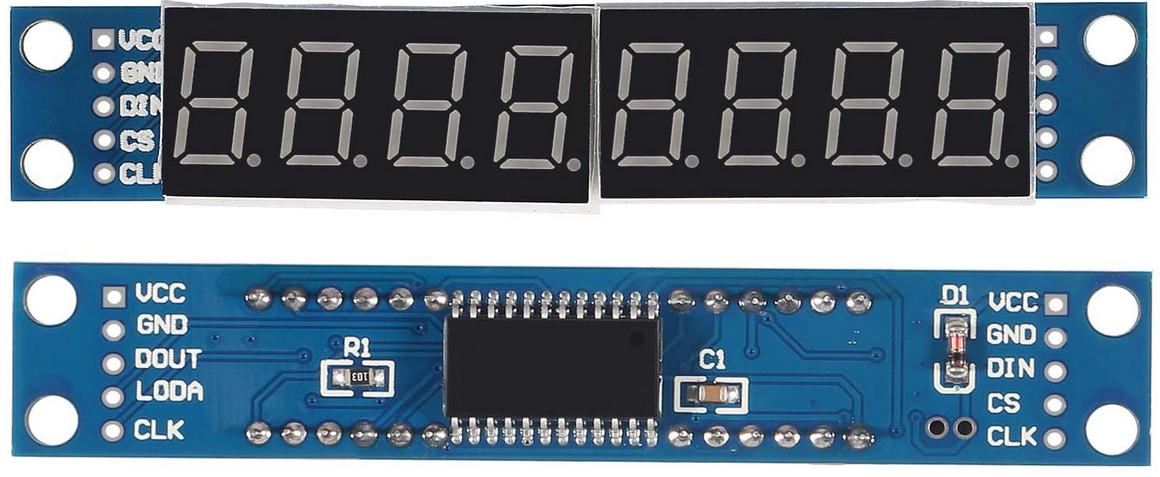 VCC
GND
DIN
CS
CLK
VCC
GND
DOUT
LODA
CLK
R1
103
C1
D1
VCC
GND
DIN
CS
CLK